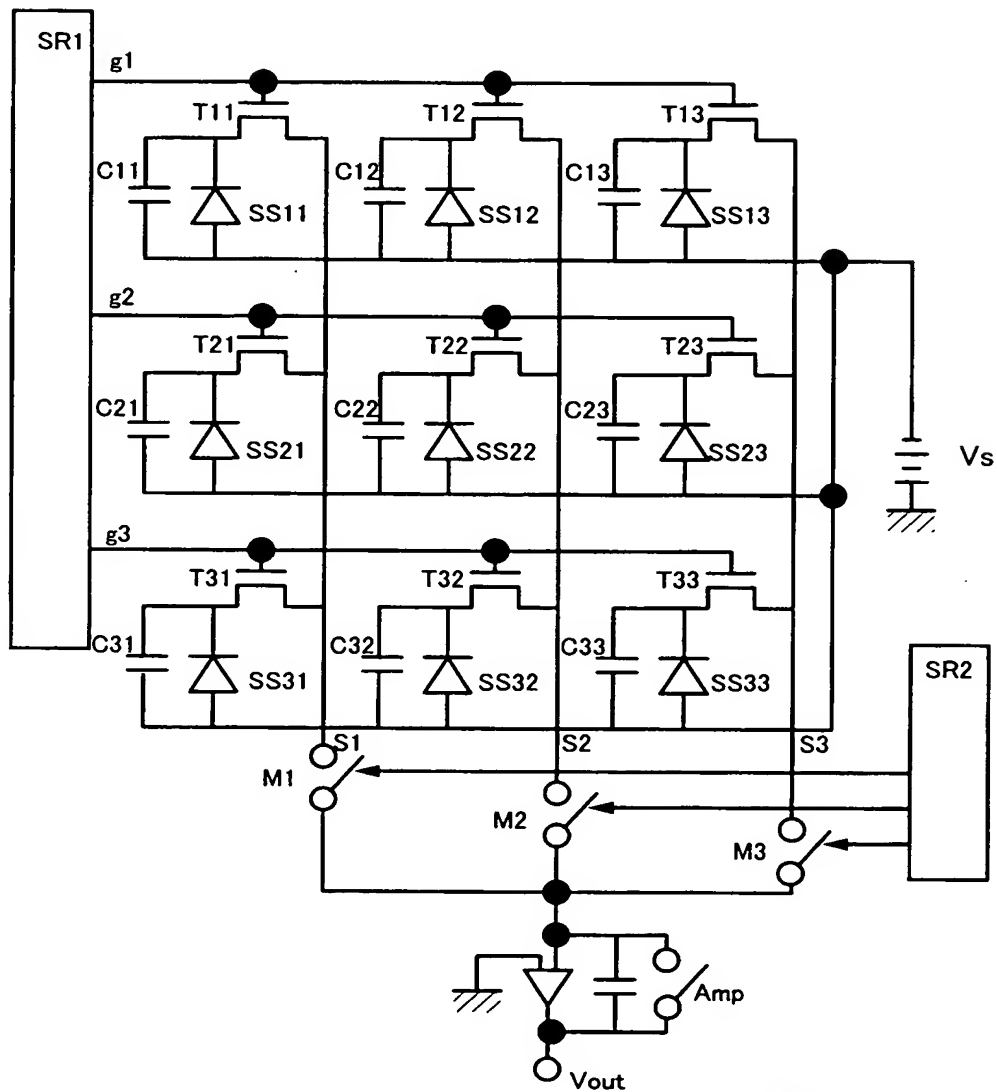 SR1
g1
T11
T12
T13
C11
C12
C13
SS11
SS12
SS13
g2
T21
T22
T23
C21
C22
C23
SS21
SS22
SS23
Vs
g3
T31
T32
T33
C31
C32
C33
SS31
SS32
SS33
SR2
S1
S2
S3
M1
M2
M3
Amp
Vout